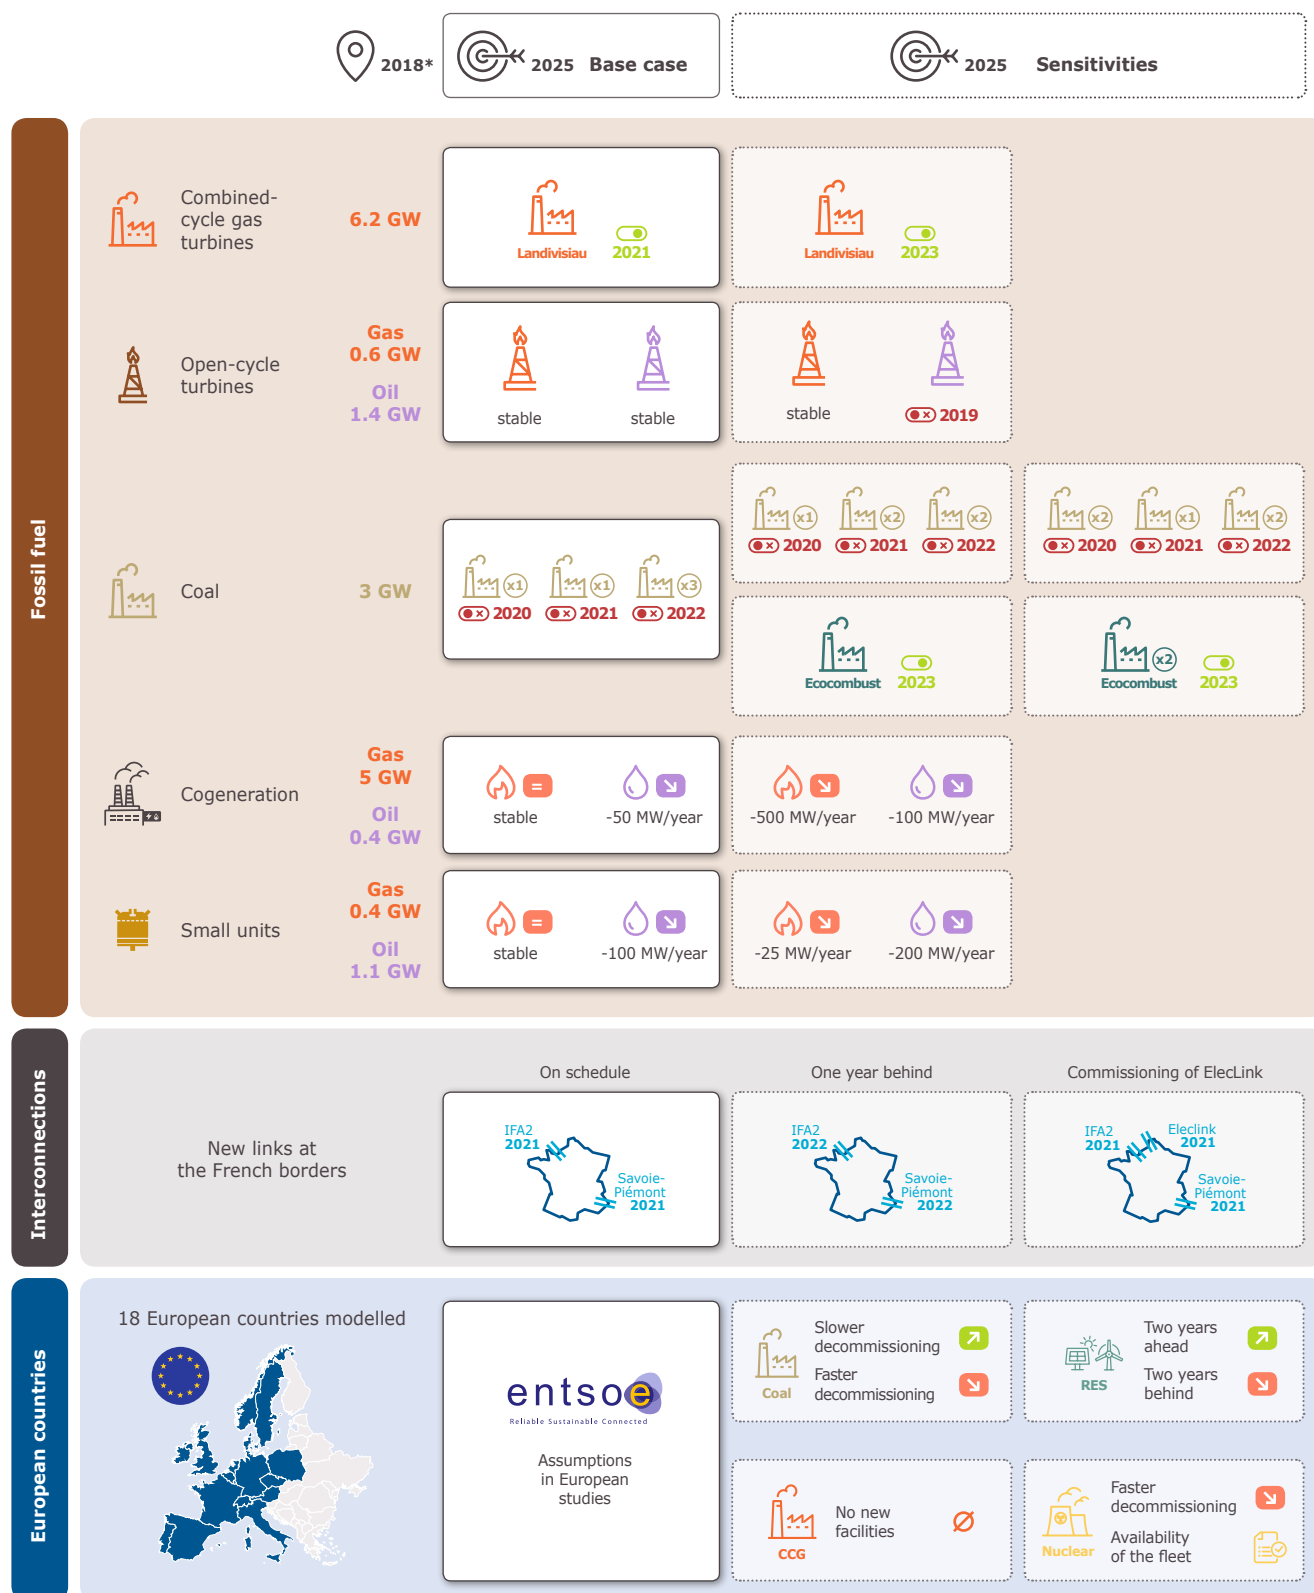 2018*
2025 Base case
2025 Sensitivities
Fossil fuel
Combined-
cycle gas
turbines
6.2 GW
Landivisiau
2021
Landivisiau
2023
Open-cycle
turbines
Gas
0.6 GW
Oil
1.4 GW
stable
stable
stable
2019
Coal
3 GW
x1
x1
x3
2020
2021
2022
x1
x2
x2
2020
2021
2022
x2
x1
x2
2020
2021
2022
Ecocombust
2023
x2
Ecocombust
2023
Cogeneration
Gas
5 GW
Oil
0.4 GW
=
stable
-50 MW/year
-500 MW/year
-100 MW/year
Small units
Gas
0.4 GW
Oil
1.1 GW
=
stable
-100 MW/year
-25 MW/year
-200 MW/year
Interconnections
New links at
the French borders
On schedule
IFA2
2021
Savoie-
Piémont
2021
One year behind
IFA2
2022
Savoie-
Piémont
2022
Commissioning of ElecLink
IFA2
2021
Eleclink
2021
Savoie-
Piémont
2021
European countries
18 European countries modelled
entsoe
Reliable Sustainable Connected
Assumptions
in European
studies
Coal
Slower
decommissioning
Faster
decommissioning
RES
Two years
ahead
Two years
behind
CCG
No new
facilities
Nuclear
Faster
decommissioning
Availability
of the fleet